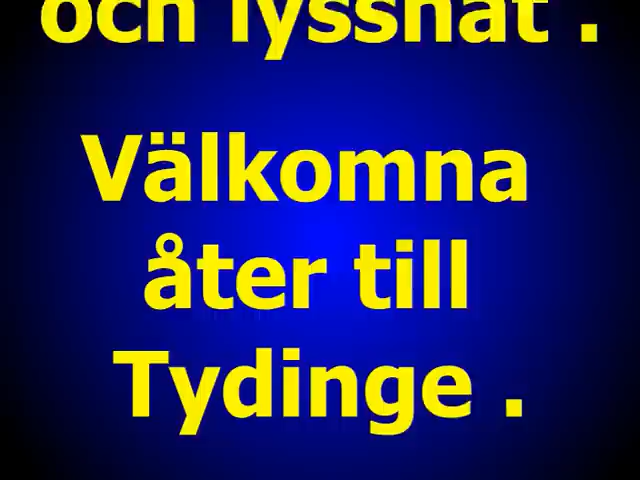 och lyssnat .
Välkomna
åter till
Tydinge .